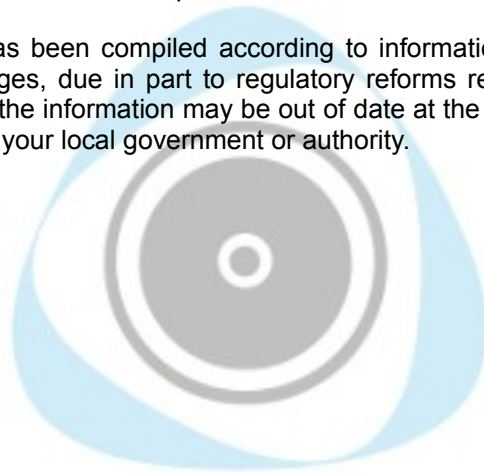 as been compiled according to informatio
ges, due in part to regulatory reforms re
the information may be out of date at the
your local government or authority.